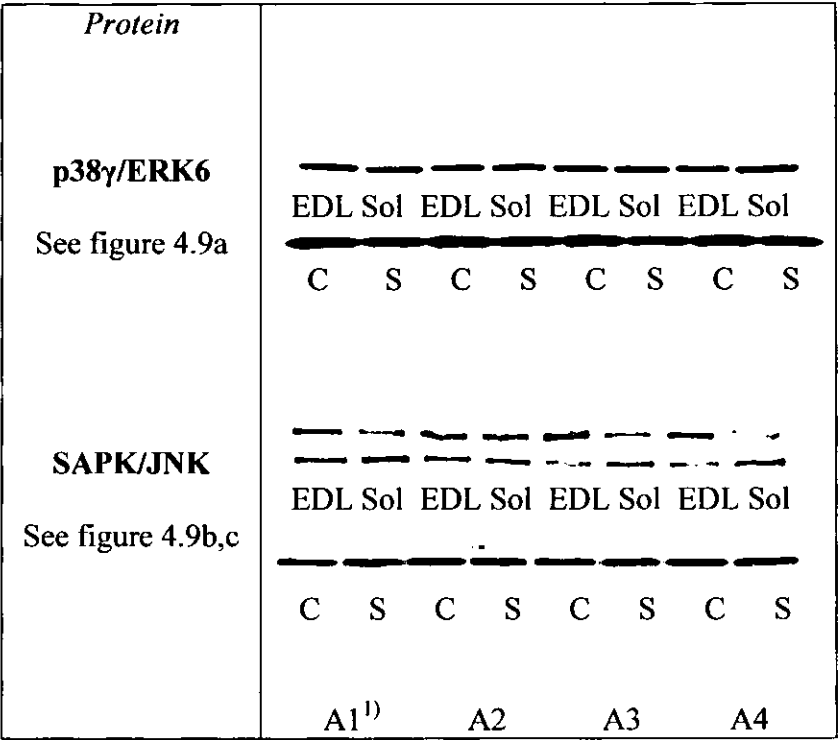 Protein
p38γ/ERK6
See figure 4.9a
EDL Sol EDL Sol EDL Sol EDL Sol
C S C S C S C S
SAPK/JNK
See figure 4.9b,c
EDL Sol EDL Sol EDL Sol EDL Sol
C S C S C S C S
A1¹⁾ A2 A3 A4